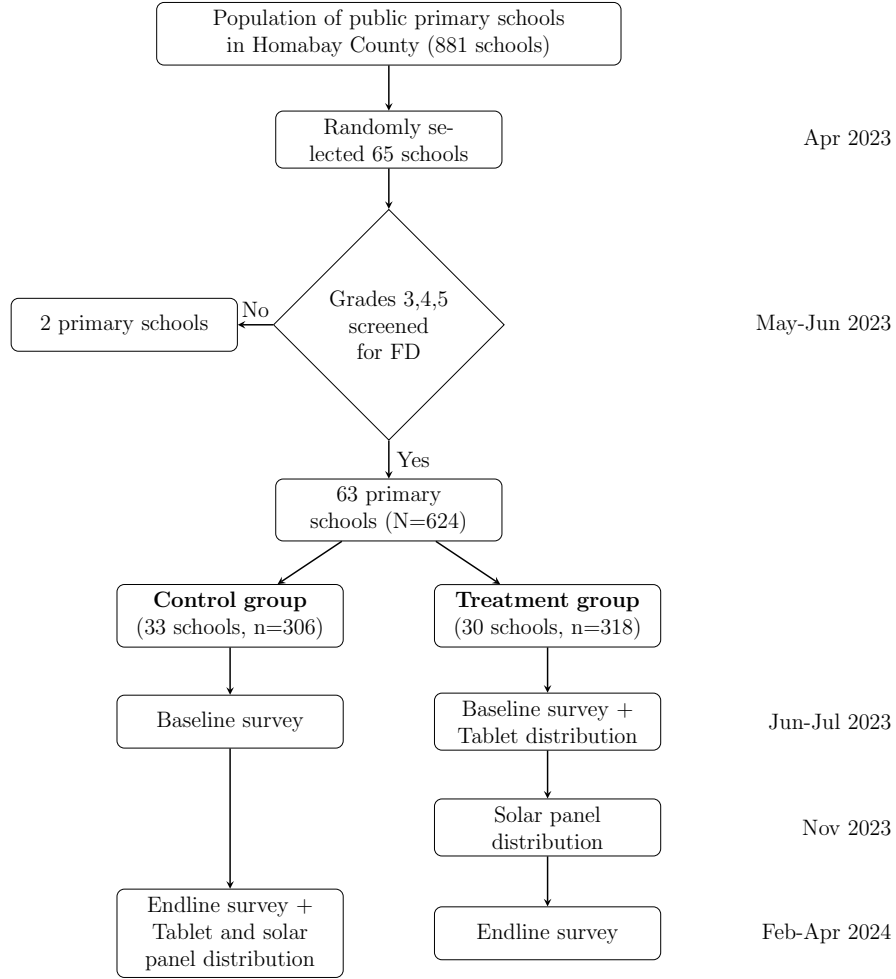 Population of public primary schools
in Homabay County (881 schools)
Randomly se-
lected 65 schools
Apr 2023
Grades 3,4,5
screened
for FD
No
2 primary schools
May-Jun 2023
Yes
63 primary
schools (N=624)
Control group
(33 schools, n=306)
Treatment group
(30 schools, n=318)
Baseline survey
Baseline survey +
Tablet distribution
Jun-Jul 2023
Solar panel
distribution
Nov 2023
Endline survey +
Tablet and solar
panel distribution
Endline survey
Feb-Apr 2024